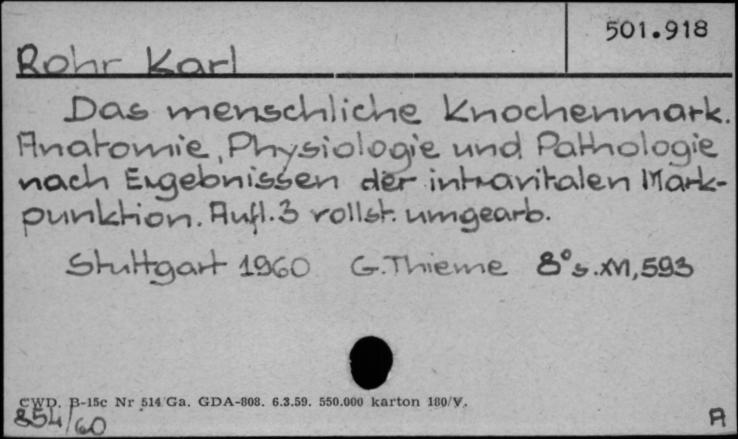 501.918
Rohr Karl
Das menschliche Knochenmark.
Anatomie, Physiologie und Pathologie
nach Ergebnissen der intravitalen Mark-
punktion. Aufl. 3 vollst. umgearb.
Stuttgart 1960 G. Thieme 8° s. XVI, 593
CWD. B-15c Nr 514/Ga. GDA-808. 6.3.59. 550.000 karton 180/V.
854/60
A